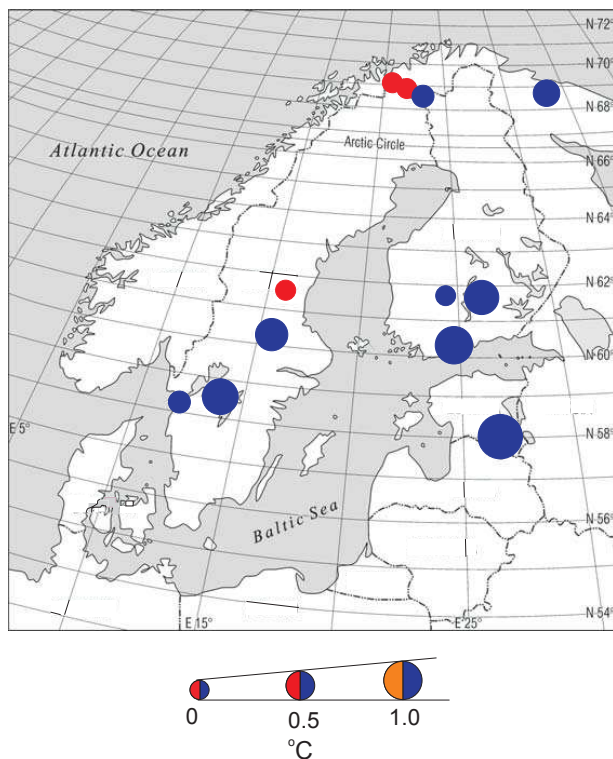 N 72°
N 70°
N 68°
Arctic Circle
Atlantic Ocean
N 66°
N 64°
N 62°
N 60°
E 5°
N 58°
Baltic Sea
N 56°
N 54°
E 15°
E 25°
0
0.5
1.0
°C